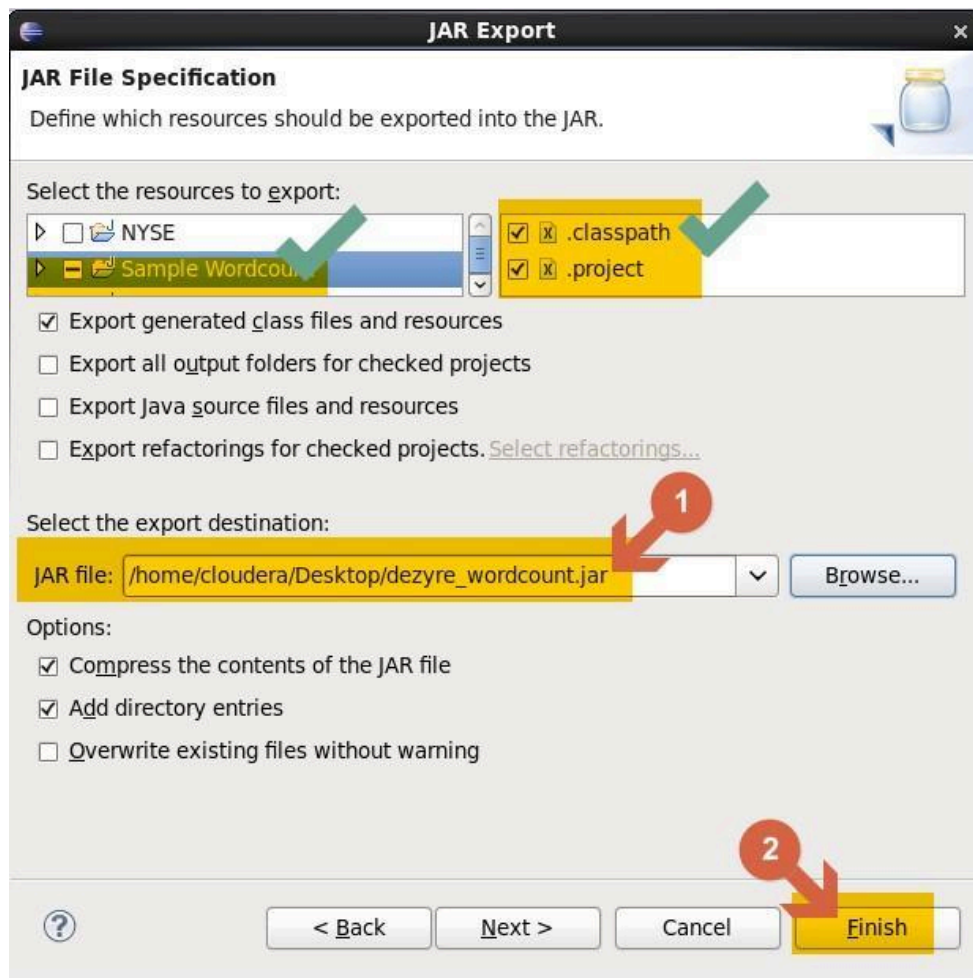 JAR Export
JAR File Specification
Define which resources should be exported into the JAR.
Select the resources to export:
NYSE
.classpath
Sample Wordcount
.project
Export generated class files and resources
Export all output folders for checked projects
Export Java source files and resources
Export refactorings for checked projects. Select refactorings...
1
Select the export destination:
JAR file: /home/cloudera/Desktop/dezyre_wordcount.jar Browse...
Options:
Compress the contents of the JAR file
Add directory entries
Overwrite existing files without warning
2
? < Back Next > Cancel Finish